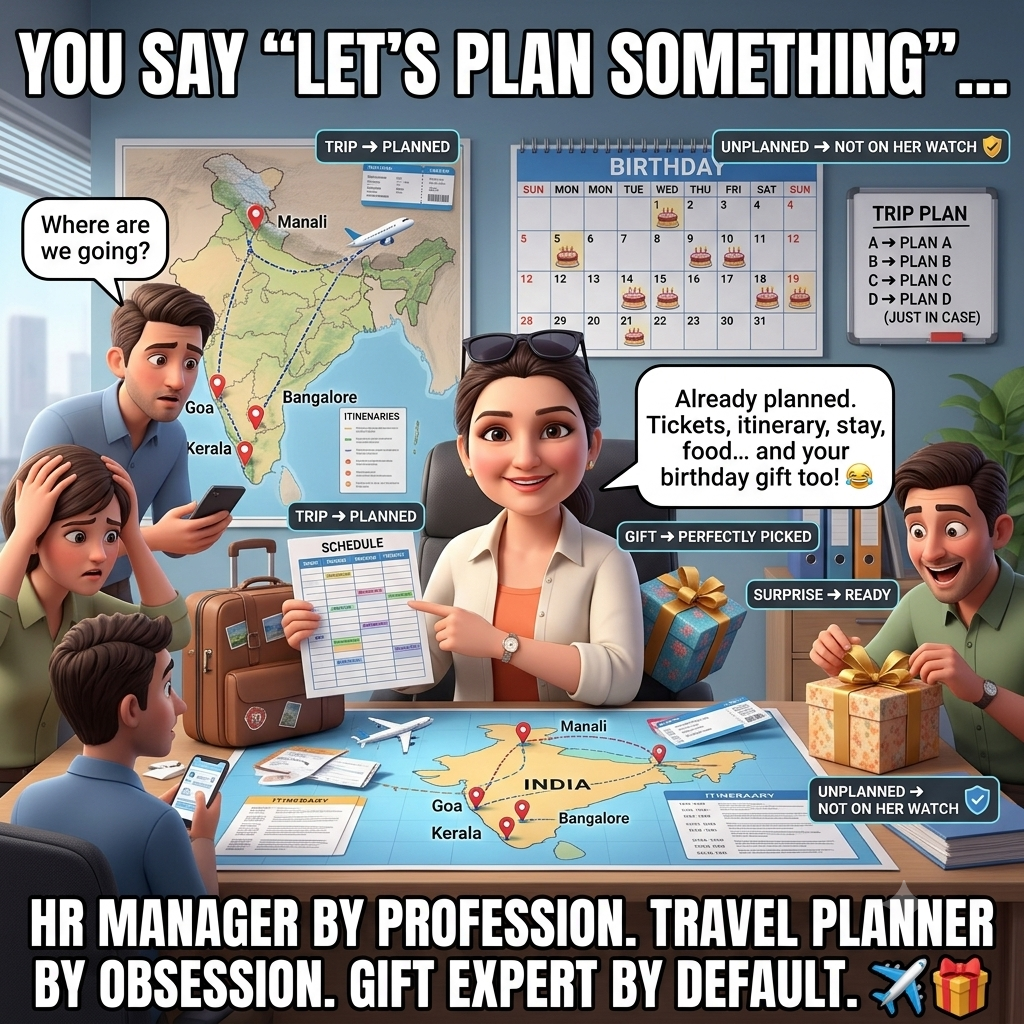 YOU SAY “LET’S PLAN SOMETHING”...
TRIP → PLANNED
UNPLANNED → NOT ON HER WATCH
Where are
we going?
Manali
Goa
Bangalore
Kerala
ITINENARIES
BIRTHDAY
SUN MON MON TUE WED THU FRI SAT SUN
1 2 3 4 4
5 5 6 7 8 9 10 11 12
12 12 13 14 15 16 17 18 19
28 29 30 21 22 23 30 31
TRIP PLAN
A → PLAN A
B → PLAN B
C → PLAN C
D → PLAN D
(JUST IN CASE)
Already planned.
Tickets, itinerary, stay,
food... and your
birthday gift too! 😂
TRIP → PLANNED
SCHEDULE
GIFT → PERFECTLY PICKED
SURPRISE → READY
Manali
INDIA
Goa
Bangalore
Kerala
UNPLANNED →
NOT ON HER WATCH
HR MANAGER BY PROFESSION. TRAVEL PLANNER
BY OBSESSION. GIFT EXPERT BY DEFAULT. ✈️🎁